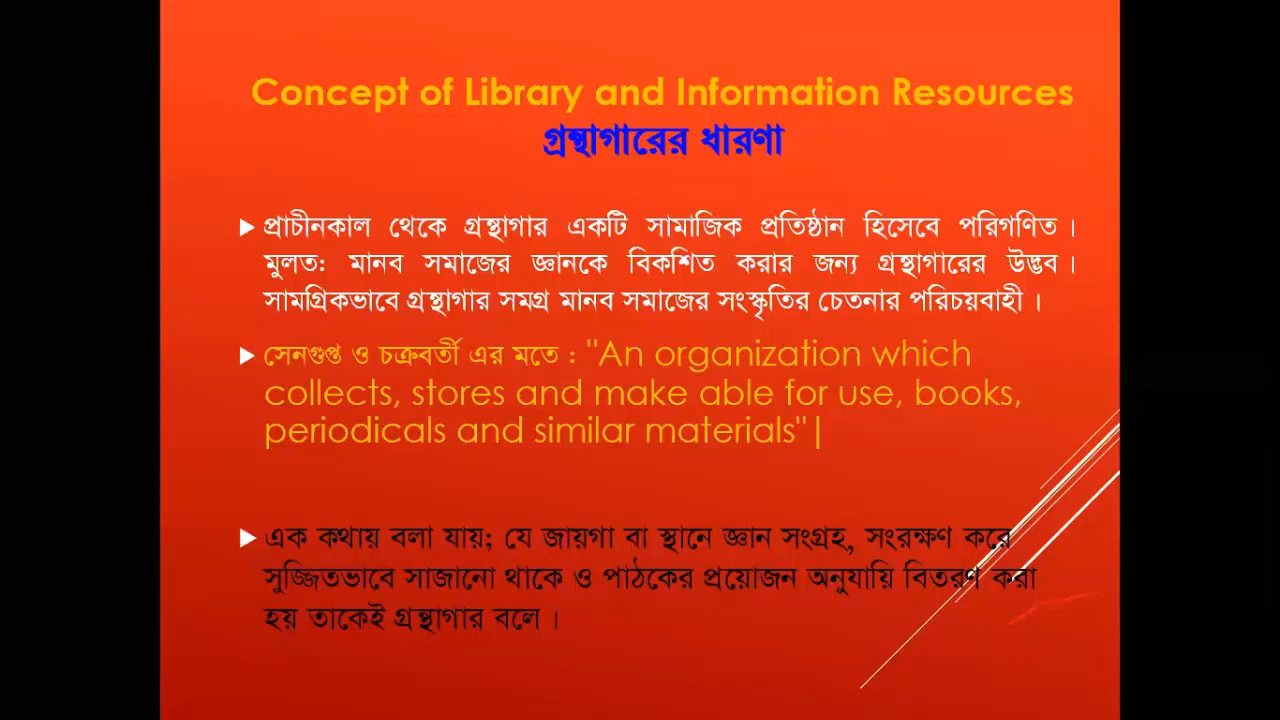 Concept of Library and Information Resources
গ্রন্থাগারের ধারণা
প্রাচীনকাল থেকে গ্রন্থাগার একটি সামাজিক প্রতিষ্ঠান হিসেবে পরিগণিত।
মুলত: মানব সমাজের জ্ঞানকে বিকশিত করার জন্য গ্রন্থাগারের উদ্ভব।
সামগ্রিকভাবে গ্রন্থাগার সমগ্র মানব সমাজের সংস্কৃতির চেতনার পরিচয়বাহী।
সেনগুপ্ত ও চক্রবর্তী এর মতে : "An organization which
collects, stores and make able for use, books,
periodicals and similar materials"|
এক কথায় বলা যায়; যে জায়গা বা স্থানে জ্ঞান সংগ্রহ, সংরক্ষণ করে
সুজ্জিতভাবে সাজানো থাকে ও পাঠকের প্রয়োজন অনুযায়ি বিতরণ করা
হয় তাকেই গ্রন্থাগার বলে।